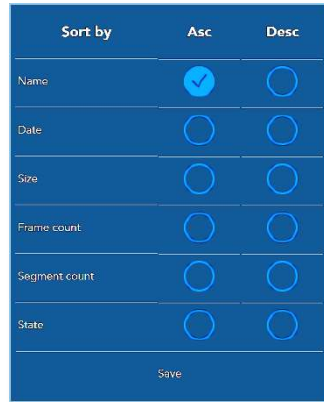 Sort by Asc Desc
Name
Date
Size
Frame count
Segment count
State
Save